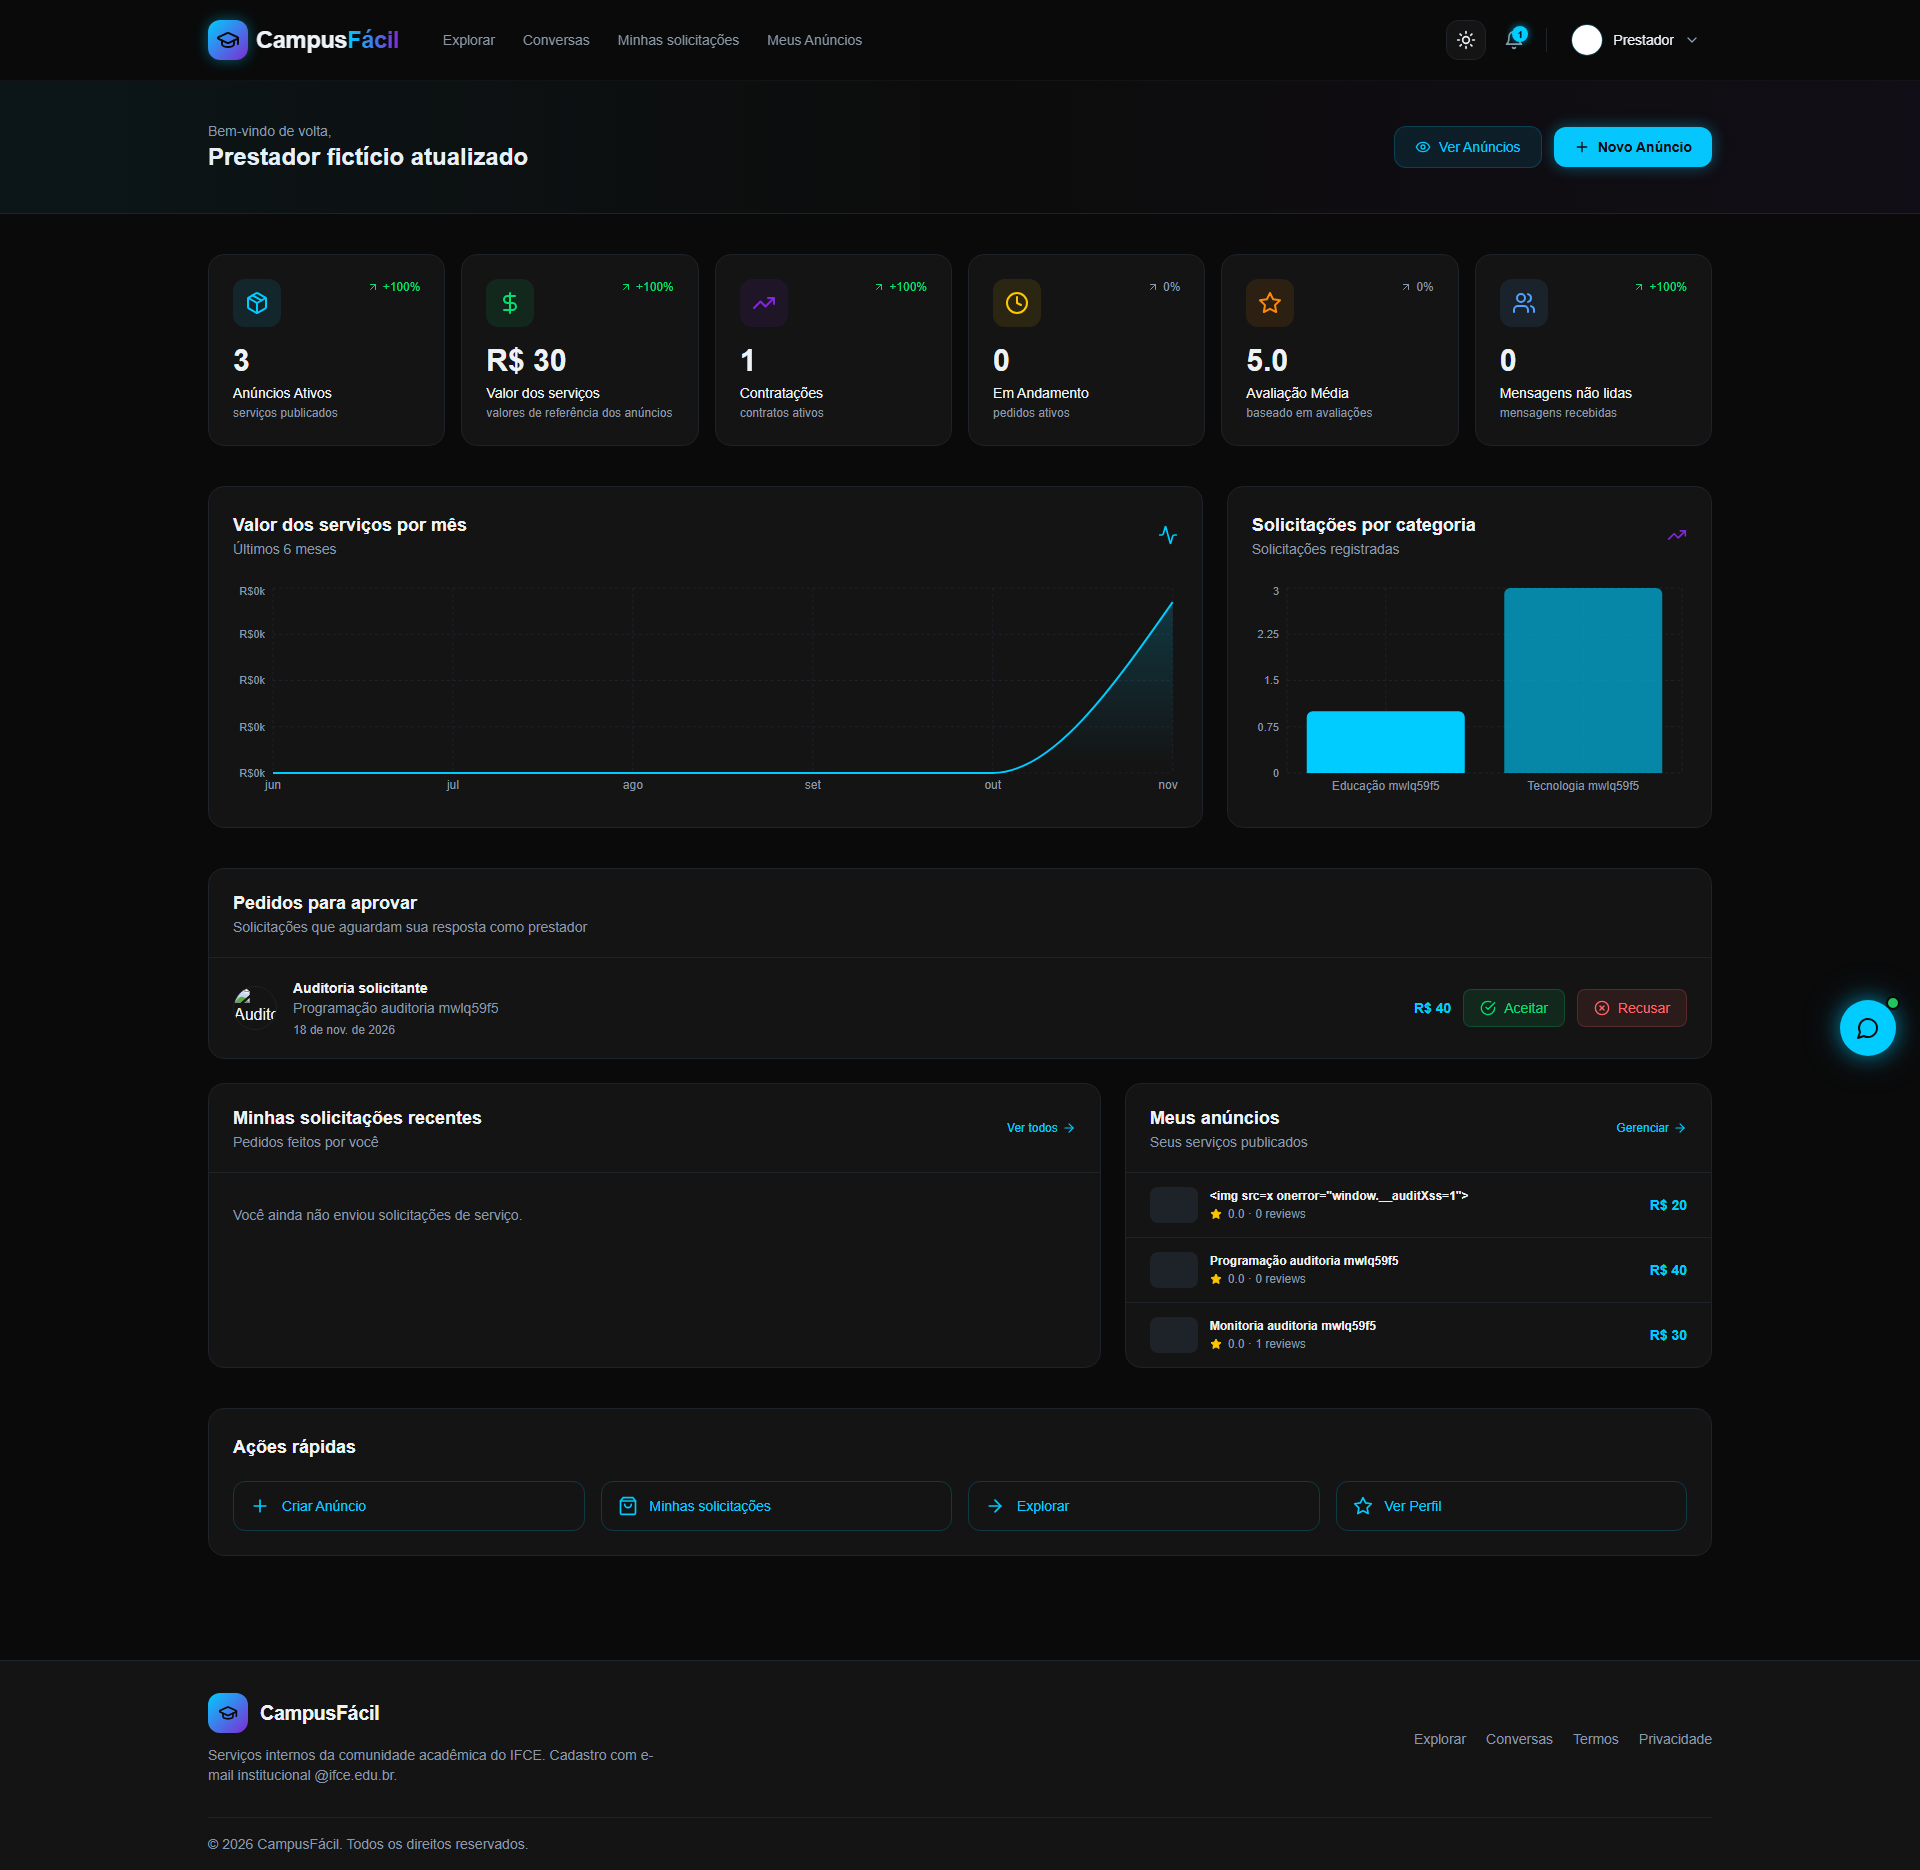 CampusFácil
Explorar
Conversas
Minhas solicitações
Meus Anúncios
1
Prestador
Bem-vindo de volta,
Prestador fictício atualizado
Ver Anúncios
Novo Anúncio
+100%
3
Anúncios Ativos
serviços publicados
+100%
R$ 30
Valor dos serviços
valores de referência dos anúncios
+100%
1
Contratações
contratos ativos
0%
0
Em Andamento
pedidos ativos
0%
5.0
Avaliação Média
baseado em avaliações
+100%
0
Mensagens não lidas
mensagens recebidas
Valor dos serviços por mês
Últimos 6 meses
R$0k
R$0k
R$0k
R$0k
R$0k
jun
jul
ago
set
out
nov
Solicitações por categoria
Solicitações registradas
3
2.25
1.5
0.75
0
Educação mwlq59f5
Tecnologia mwlq59f5
Pedidos para aprovar
Solicitações que aguardam sua resposta como prestador
Audito
Auditoria solicitante
Programação auditoria mwlq59f5
18 de nov. de 2026
R$ 40
Aceitar
Recusar
Minhas solicitações recentes
Pedidos feitos por você
Ver todos
Você ainda não enviou solicitações de serviço.
Meus anúncios
Seus serviços publicados
Gerenciar
<img src=x onerror="window.__auditXss=1">
0.0 · 0 reviews
R$ 20
Programação auditoria mwlq59f5
0.0 · 0 reviews
R$ 40
Monitoria auditoria mwlq59f5
0.0 · 1 reviews
R$ 30
Ações rápidas
Criar Anúncio
Minhas solicitações
Explorar
Ver Perfil
CampusFácil
Serviços internos da comunidade acadêmica do IFCE. Cadastro com e-
mail institucional @ifce.edu.br.
Explorar
Conversas
Termos
Privacidade
© 2026 CampusFácil. Todos os direitos reservados.